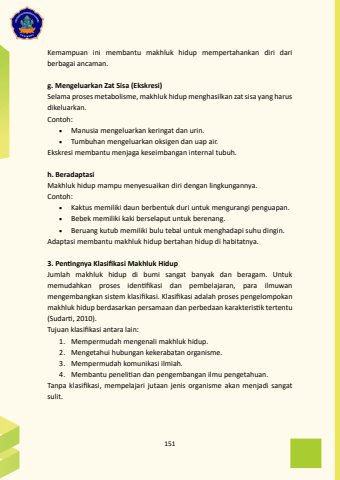 Kemampuan ini membantu makhluk hidup mempertahankan diri dari
berbagai ancaman.
g. Mengeluarkan Zat Sisa (Ekskresi)
Selama proses metabolisme, makhluk hidup menghasilkan zat sisa yang harus
dikeluarkan.
Contoh:
• Manusia mengeluarkan keringat dan urin.
• Tumbuhan mengeluarkan oksigen dan uap air.
Ekskresi membantu menjaga keseimbangan internal tubuh.
h. Beradaptasi
Makhluk hidup mampu menyesuaikan diri dengan lingkungannya.
Contoh:
• Kaktus memiliki daun berbentuk duri untuk mengurangi penguapan.
• Bebek memiliki kaki berselaput untuk berenang.
• Beruang kutub memiliki bulu tebal untuk menghadapi suhu dingin.
Adaptasi membantu makhluk hidup bertahan hidup di habitatnya.
3. Pentingnya Klasifikasi Makhluk Hidup
Jumlah makhluk hidup di bumi sangat banyak dan beragam. Untuk
memudahkan proses identifikasi dan pembelajaran, para ilmuwan
mengembangkan sistem klasifikasi. Klasifikasi adalah proses pengelompokan
makhluk hidup berdasarkan persamaan dan perbedaan karakteristik tertentu
(Sudarti, 2010).
Tujuan klasifikasi antara lain:
1. Mempermudah mengenali makhluk hidup.
2. Mengetahui hubungan kekerabatan organisme.
3. Mempermudah komunikasi ilmiah.
4. Membantu penelitian dan pengembangan ilmu pengetahuan.
Tanpa klasifikasi, mempelajari jutaan jenis organisme akan menjadi sangat
sulit.
151